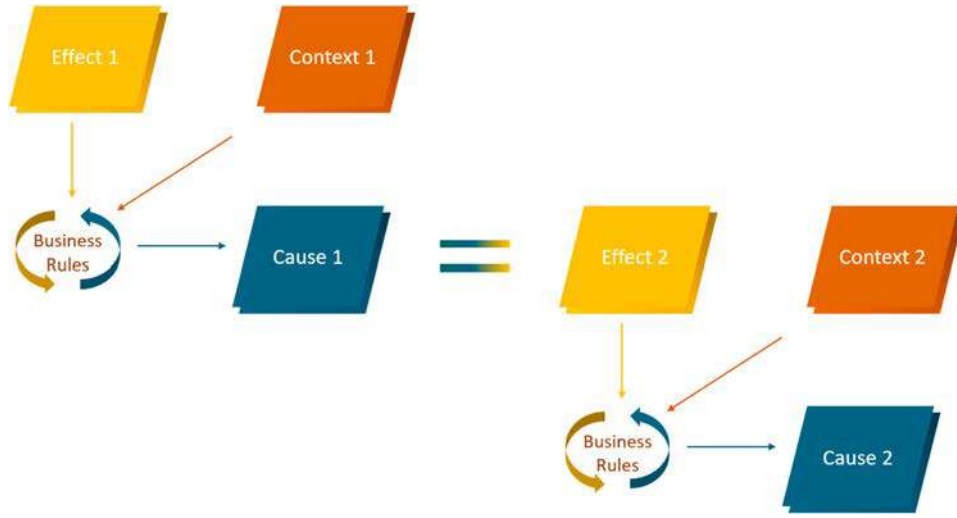 Effect 1
Context 1
Business
Rules
Cause 1
Effect 2
Context 2
Business
Rules
Cause 2